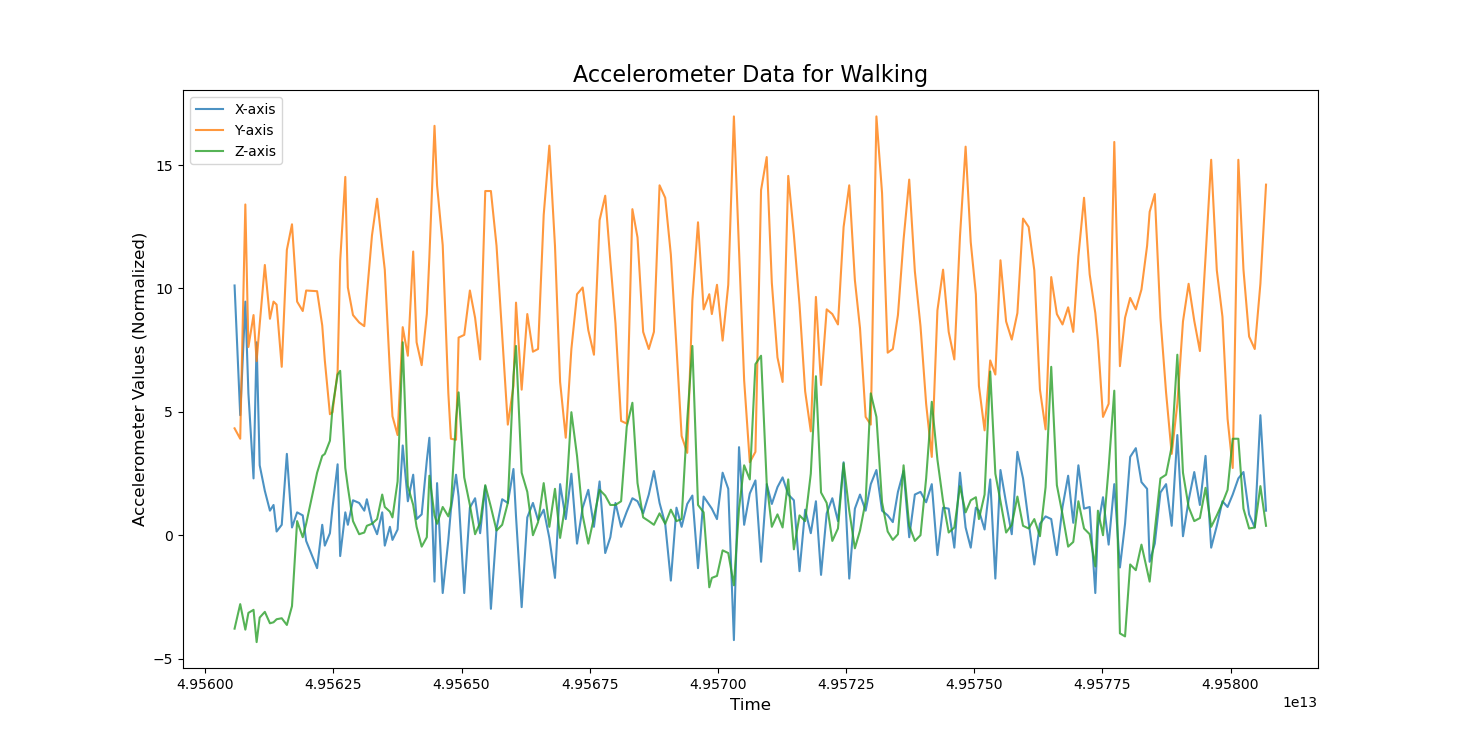 Accelerometer Data for Walking
X-axis
Y-axis
Z-axis
Accelerometer Values (Normalized)
15
10
5
0
−5
4.95600 4.95625 4.95650 4.95675 4.95700 4.95725 4.95750 4.95775 4.95800
1e13
Time